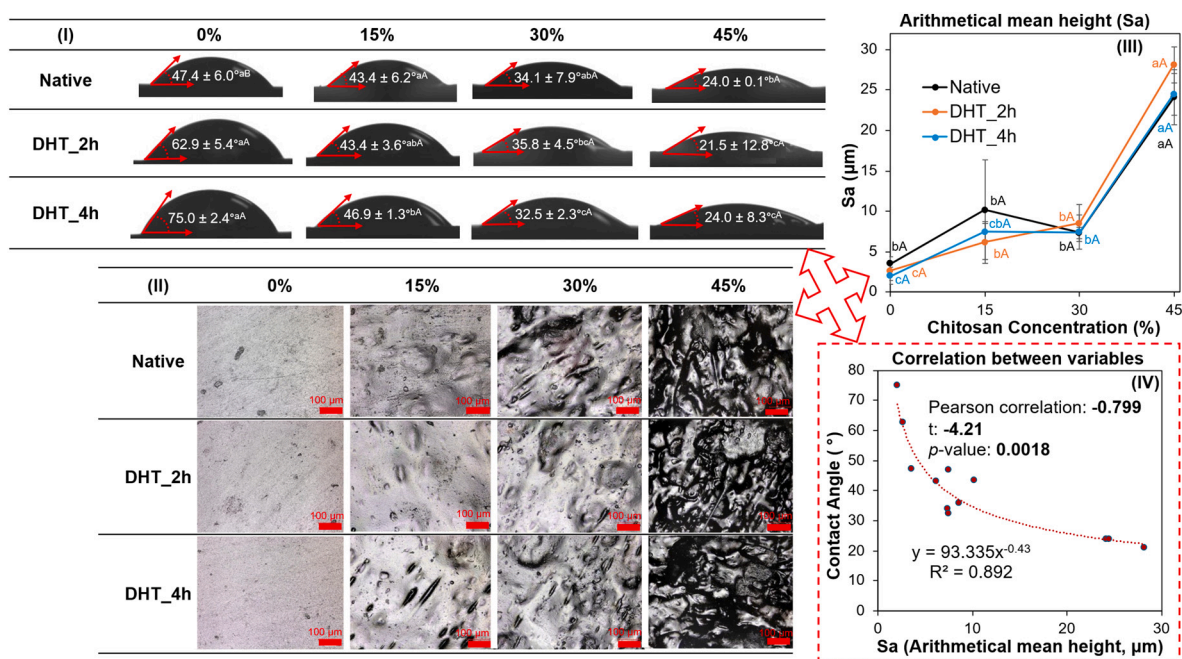 (I) 0% 15% 30% 45%
Native 47.4 ± 6.0°aB 43.4 ± 6.2°aA 34.1 ± 7.9°abA 24.0 ± 0.1°bA
DHT_2h 62.9 ± 5.4°aA 43.4 ± 3.6°abA 35.8 ± 4.5°bcA 21.5 ± 12.8°cA
DHT_4h 75.0 ± 2.4°aA 46.9 ± 1.3°bA 32.5 ± 2.3°cA 24.0 ± 8.3°cA
(II) 0% 15% 30% 45%
Native
100 μm 100 μm 100 μm 100 μm
DHT_2h
100 μm 100 μm 100 μm 100 μm
DHT_4h
100 μm 100 μm 100 μm 100 μm
Arithmetical mean height (Sa)
(III)
30
25
20
15
10
5
0
Sa (μm)
Native
DHT_2h
DHT_4h
aA
aA
aA
bA
bA
cbA
bA
bA
bA
bA
cA
cA
0 15 30 45
Chitosan Concentration (%)
Correlation between variables
(IV)
80
70
60
50
40
30
20
10
0
Contact Angle (°)
Pearson correlation: -0.799
t: -4.21
p-value: 0.0018
y = 93.335x-0.43
R² = 0.892
0 10 20 30
Sa (Arithmetical mean height, μm)